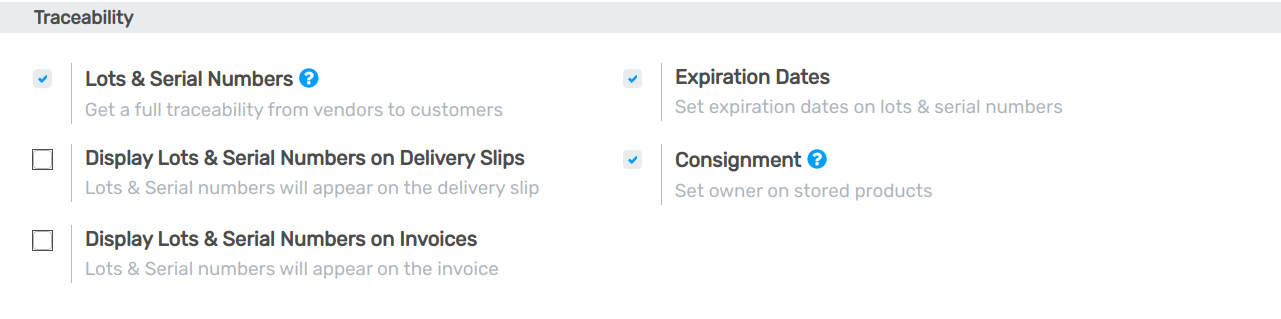 Traceability
Lots & Serial Numbers ?
Get a full traceability from vendors to customers
Expiration Dates
Set expiration dates on lots & serial numbers
Display Lots & Serial Numbers on Delivery Slips
Lots & Serial numbers will appear on the delivery slip
Consignment ?
Set owner on stored products
Display Lots & Serial Numbers on Invoices
Lots & Serial numbers will appear on the invoice